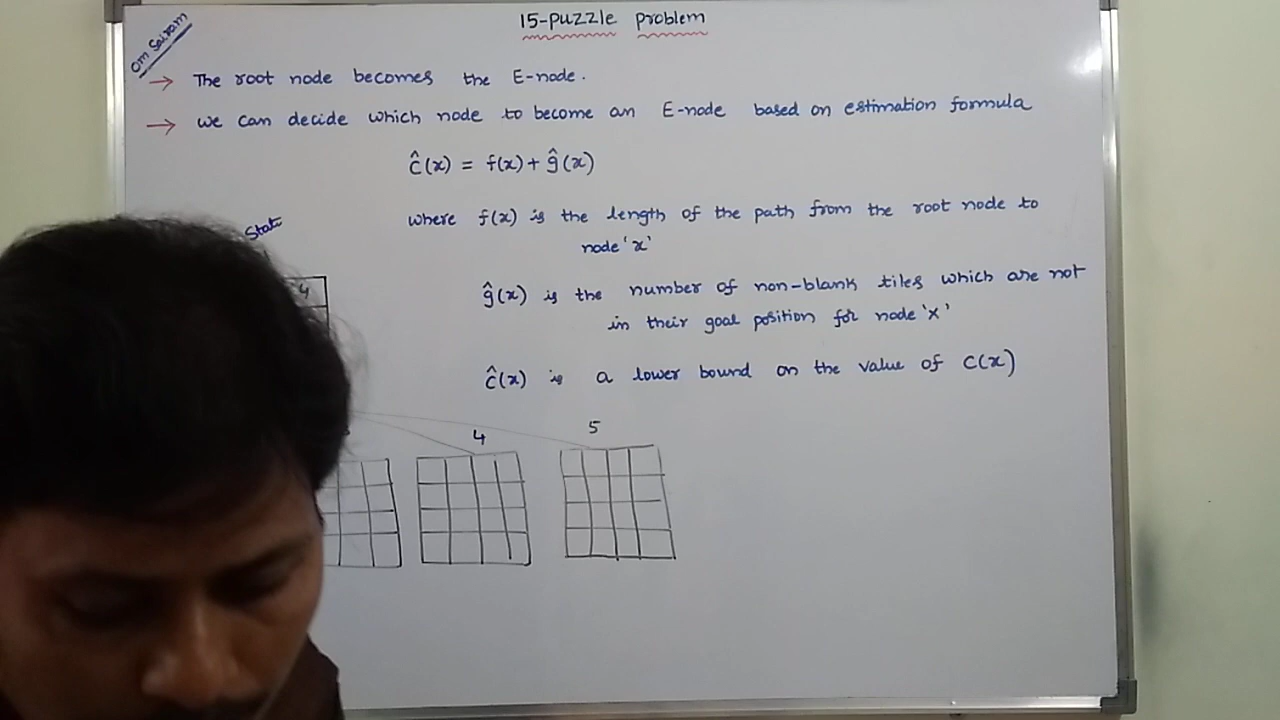 15-puzzle problem
Om Sairam
→ The root node becomes the E-node.
→ we can decide which node to become an E-node based on estimation formula
ĉ(x) = f(x) + ĝ(x)
where f(x) is the length of the path from the root node to
node 'x'
ĝ(x) is the number of non-blank tiles which are not
in their goal position for node 'x'
ĉ(x) is a lower bound on the value of C(x)
State
4
4
5